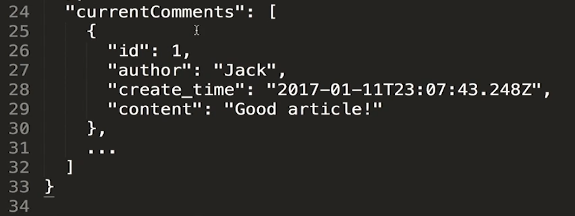 24 "currentComments": [
25 {
26 "id": 1,
27 "author": "Jack",
28 "create_time": "2017-01-11T23:07:43.248Z",
29 "content": "Good article!"
30 },
31 ...
32 ]
33 }
34